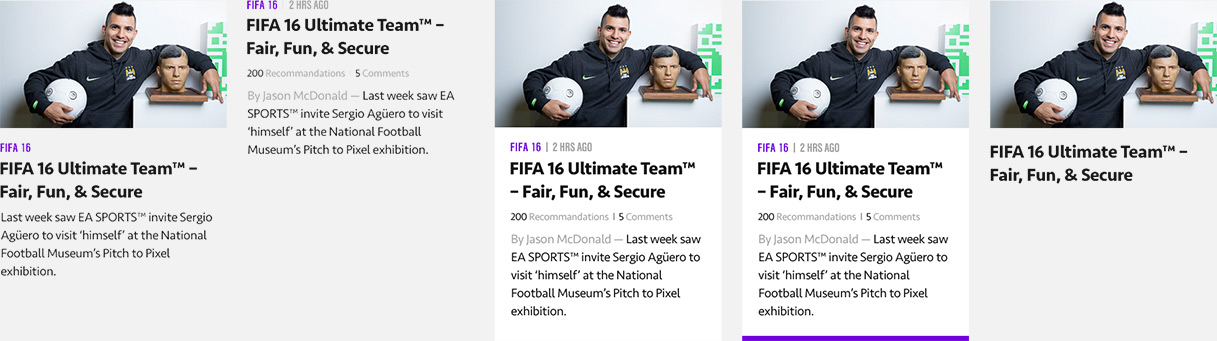 FIFA 16
FIFA 16 Ultimate Team™ –
Fair, Fun, & Secure
Last week saw EA SPORTS™ invite Sergio
Agüero to visit ‘himself’ at the National
Football Museum’s Pitch to Pixel
exhibition.
FIFA 16 | 2 HRS AGO
FIFA 16 Ultimate Team™ –
Fair, Fun, & Secure
200 Recommandations | 5 Comments
By Jason McDonald — Last week saw EA
SPORTS™ invite Sergio Agüero to visit
‘himself’ at the National Football
Museum’s Pitch to Pixel exhibition.
FIFA 16 | 2 HRS AGO
FIFA 16 Ultimate Team™
– Fair, Fun, & Secure
200 Recommandations | 5 Comments
By Jason McDonald — Last week saw
EA SPORTS™ invite Sergio Agüero to
visit ‘himself’ at the National
Football Museum’s Pitch to Pixel
exhibition.
FIFA 16 | 2 HRS AGO
FIFA 16 Ultimate Team™
– Fair, Fun, & Secure
200 Recommandations | 5 Comments
By Jason McDonald — Last week saw
EA SPORTS™ invite Sergio Agüero to
visit ‘himself’ at the National
Football Museum’s Pitch to Pixel
exhibition.
FIFA 16 Ultimate Team™ –
Fair, Fun, & Secure